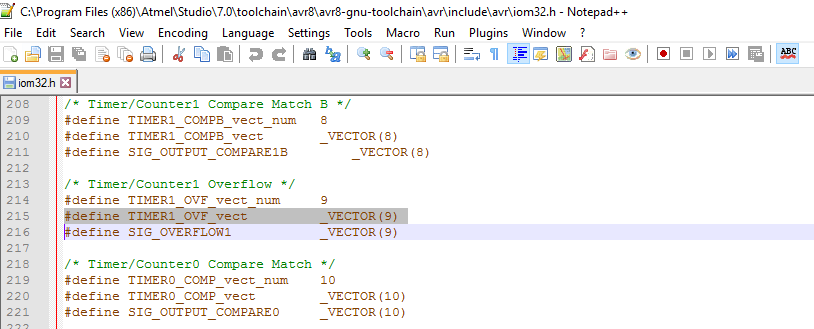 C:\Program Files (x86)\Atmel\Studio\7.0\toolchain\avr8\avr8-gnu-toolchain\avr\include\avr\iom32.h - Notepad++
File Edit Search View Encoding Language Settings Tools Macro Run Plugins Window ?
ABC
iom32.h
208 /* Timer/Counter1 Compare Match B */
209 #define TIMER1_COMPB_vect_num 8
210 #define TIMER1_COMPB_vect _VECTOR(8)
211 #define SIG_OUTPUT_COMPARE1B _VECTOR(8)
212
213 /* Timer/Counter1 Overflow */
214 #define TIMER1_OVF_vect_num 9
215 #define TIMER1_OVF_vect _VECTOR(9)
216 #define SIG_OVERFLOW1 _VECTOR(9)
217
218 /* Timer/Counter0 Compare Match */
219 #define TIMER0_COMP_vect_num 10
220 #define TIMER0_COMP_vect _VECTOR(10)
221 #define SIG_OUTPUT_COMPARE0 _VECTOR(10)
222